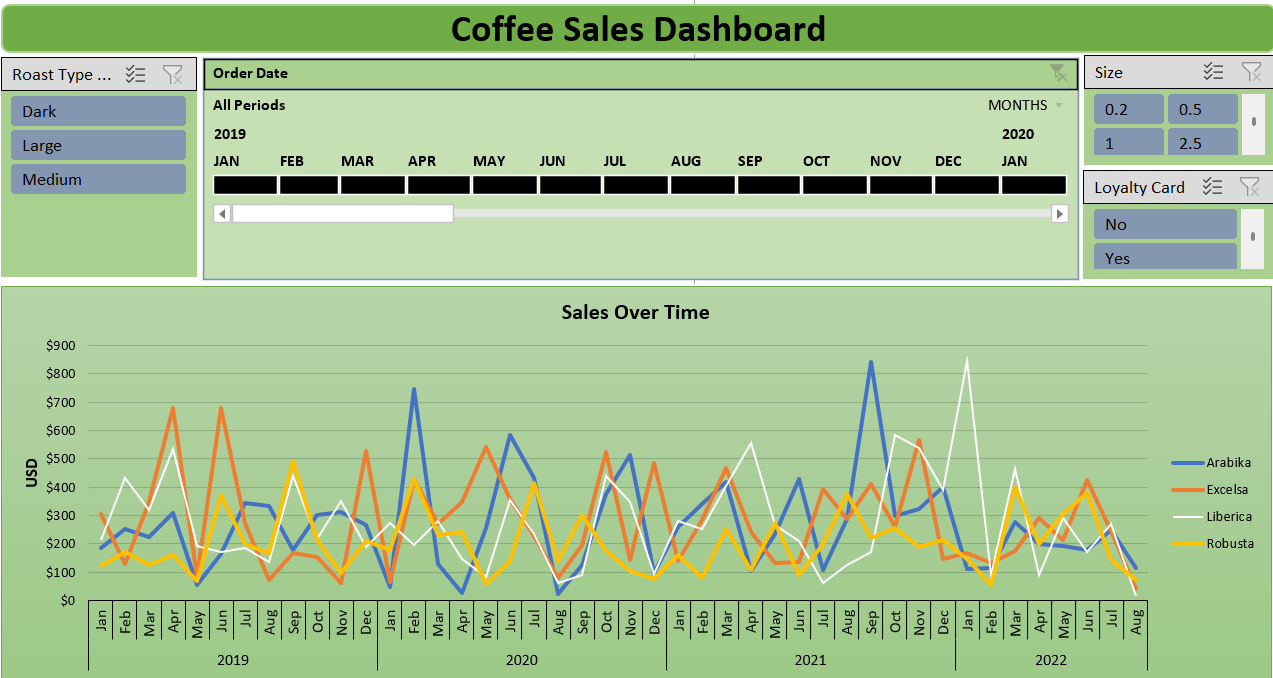 Coffee Sales Dashboard
Roast Type ...
Dark
Large
Medium
Order Date
All Periods MONTHS
2019 2020
JAN FEB MAR APR MAY JUN JUL AUG SEP OCT NOV DEC JAN
Size
0.2 0.5
1 2.5
Loyalty Card
No
Yes
Sales Over Time
$900
$800
$700
$600
$500
$400
$300
$200
$100
$0
USD
Arabika
Excelsa
Liberica
Robusta
Jan Feb Mar Apr May Jun Jul Aug Sep Oct Nov Dec Jan Feb Mar Apr May Jun Jul Aug Sep Oct Nov Dec Jan Feb Mar Apr May Jun Jul Aug Sep Oct Nov Dec Jan Feb Mar Apr May Jun Jul Aug
2019 2020 2021 2022